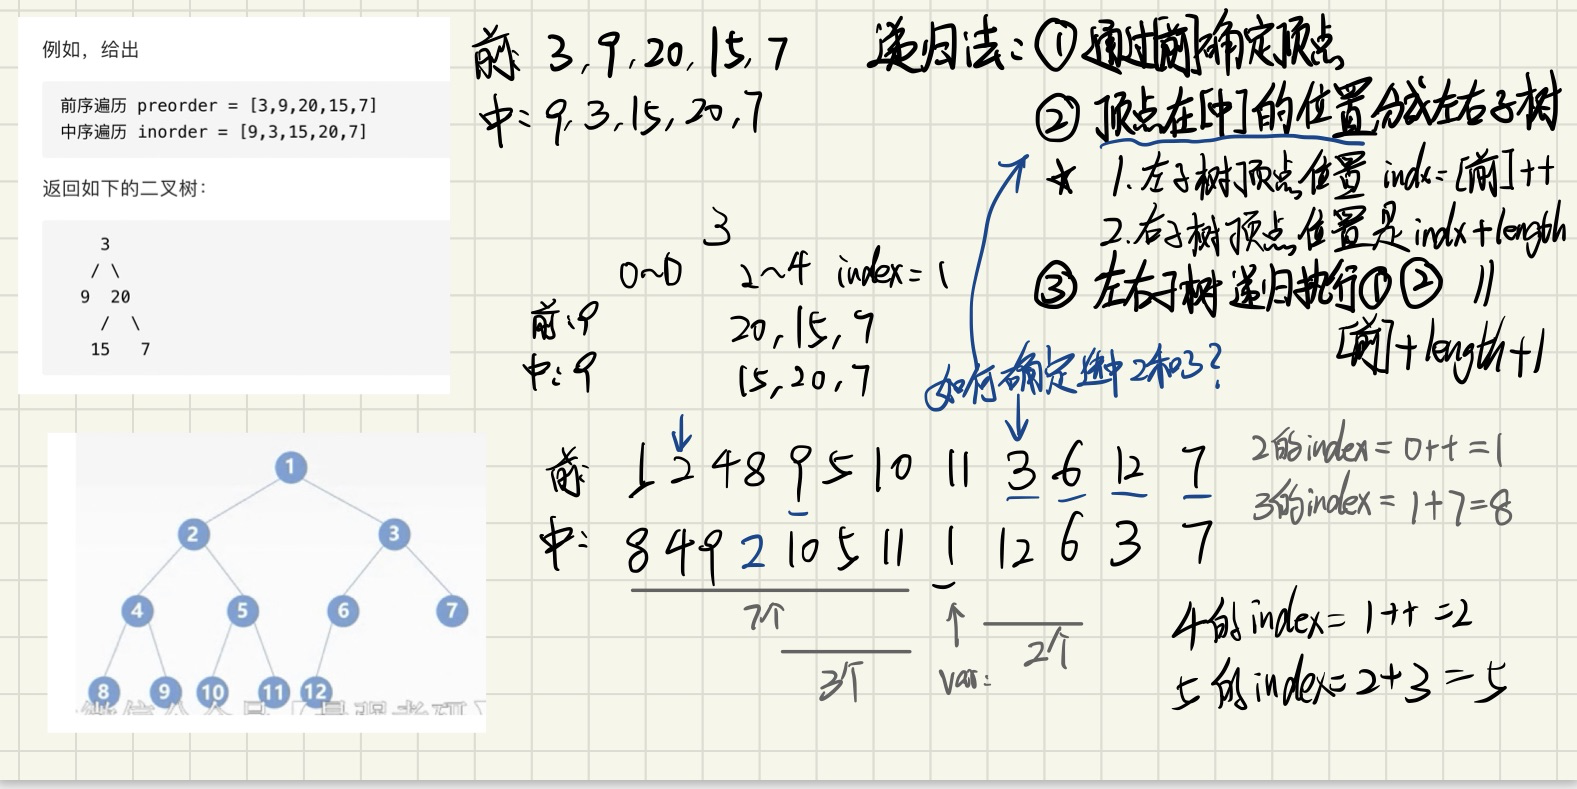 例如，给出
前序遍历 preorder = [3,9,20,15,7]
中序遍历 inorder = [9,3,15,20,7]
返回如下的二叉树：
3
/ \
9 20
/ \
15 7
前: 3, 9, 20, 15, 7
中: 9, 3, 15, 20, 7
递归法: ① 通过[前]确定顶点
② 顶点在[中]的位置分成左右子树
★ 1. 左子树顶点位置 indx=[前]++
2. 右子树顶点位置是 indx+length
③ 左右子树递归执行①②
[前]+length+1
3
0~0 2~4 index=1
前: 9 20, 15, 7
中: 9 15, 20, 7
如何确定 2和3?
前: 1 2 4 8 9 5 10 11 3 6 12 7
中: 8 4 9 2 10 5 11 1 12 6 3 7
7个
3个
var:
2个
2的index=0++=1
3的index=1+7=8
4的index=1++=2
5的index=2+3=5
1
2 3
4 5 6 7
8 9 10 11 12